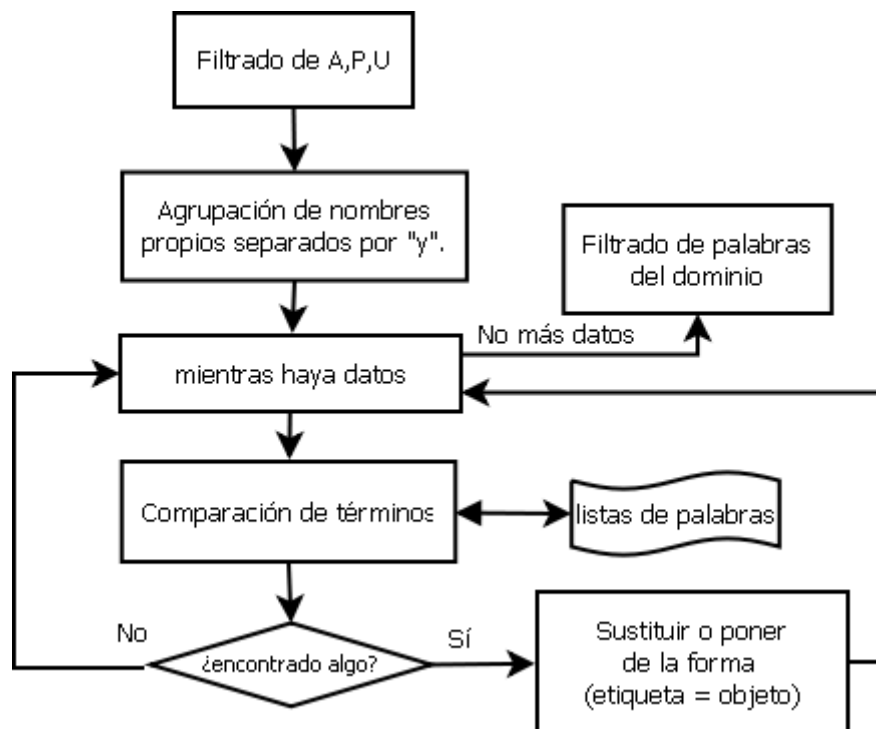 Filtrado de A,P,U
Agrupación de nombres
propios separados por "y".
Filtrado de palabras
del dominio
No más datos
mientras haya datos
Comparación de términos
listas de palabras
No
¿encontrado algo?
Sí
Sustituir o poner
de la forma
(etiqueta = objeto)